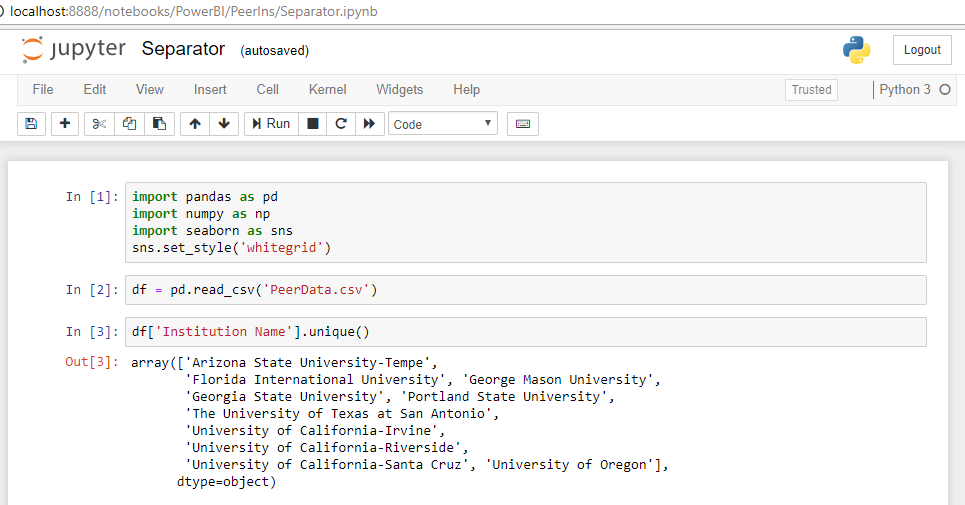 localhost:8888/notebooks/PowerBI/PeerIns/Separator.ipynb
jupyter Separator (autosaved) Logout
File Edit View Insert Cell Kernel Widgets Help Trusted Python 3
Run Code
In [1]: import pandas as pd
import numpy as np
import seaborn as sns
sns.set_style('whitegrid')
In [2]: df = pd.read_csv('PeerData.csv')
In [3]: df['Institution Name'].unique()
Out[3]: array(['Arizona State University-Tempe',
'Florida International University', 'George Mason University',
'Georgia State University', 'Portland State University',
'The University of Texas at San Antonio',
'University of California-Irvine',
'University of California-Riverside',
'University of California-Santa Cruz', 'University of Oregon'],
dtype=object)